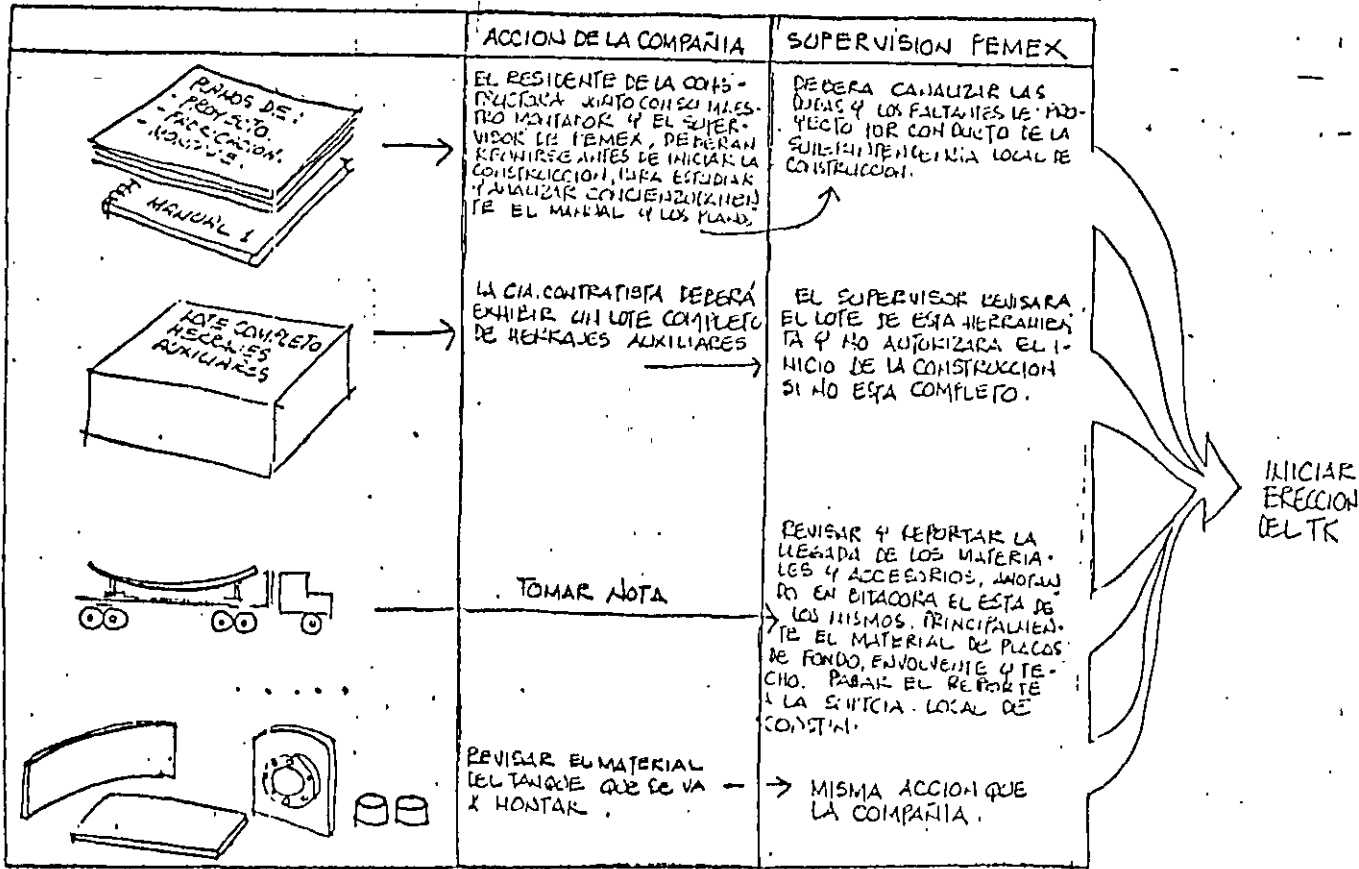 ACCION DE LA COMPAÑIA
SUPERVISION PEMEX
PLANOS DE:
- PROYECTO.
- FABRICACION.
- MONTAJE.
MANUAL 1
EL RESIDENTE DE LA CONS-
TRUCTORA JUNTO CON SU MAES-
TRO MONTADOR Y EL SUPER-
VISOR DE PEMEX, DEBERAN
REUNIRSE ANTES DE INICIAR LA
CONSTRUCCION, PARA ESTUDIAR
Y ANALIZAR CONCIENZUDAMEN
TE EL MANUAL Y LOS PLANOS
DEBERA CANALIZAR LAS
DUDAS Y LOS FALTANTES DE PRO-
YECTO POR CONDUCTO DE LA
SUPERINTENDENCIA LOCAL DE
CONSTRUCCION.
LOTE COMPLETO
HERRAJES
AUXILIARES
LA CIA. CONTRATISTA DEBERÁ
EXHIBIR UN LOTE COMPLETO
DE HERRAJES AUXILIARES
EL SUPERVISOR REVISARA
EL LOTE DE ESTA HERRAMIEN
TA Y NO AUTORIZARA EL I-
NICIO DE LA CONSTRUCCION
SI NO ESTA COMPLETO.
TOMAR NOTA
REVISAR Y REPORTAR LA
LLEGADA DE LOS MATERIA-
LES Y ACCESORIOS, ANOTAN
DO EN BITACORA EL ESTA DE
LOS MISMOS. PRINCIPALMEN-
TE EL MATERIAL DE PLACAS
DE FONDO, ENVOLVENTE Y TE-
CHO. PASAR EL REPORTE
A LA SUPTCIA. LOCAL DE
CONSTN.
REVISAR EL MATERIAL
DEL TANQUE QUE SE VA
A MONTAR.
MISMA ACCION QUE
LA COMPAÑIA.
INICIAR
ERECCION
DEL TK